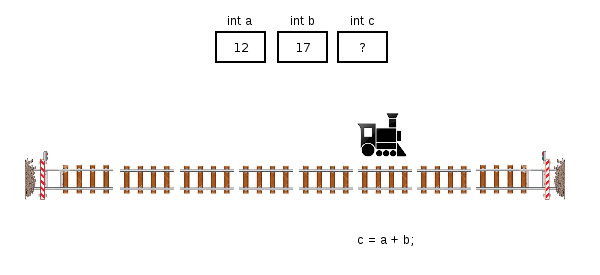 int a int b int c
12 17 ?
c = a + b;